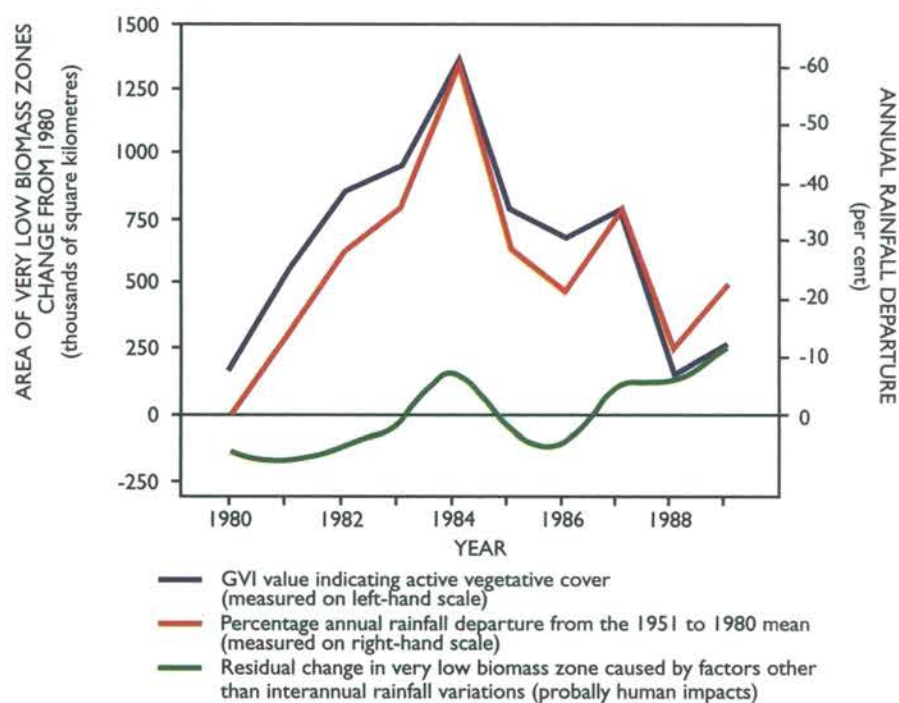 AREA OF VERY LOW BIOMASS ZONES
CHANGE FROM 1980
(thousands of square kilometres)
1500
1250
1000
750
500
250
0
-250
-60
-50
-40
-30
-20
-10
0
ANNUAL RAINFALL DEPARTURE
(per cent)
1980
1982
1984
1986
1988
YEAR
GVI value indicating active vegetative cover
(measured on left-hand scale)
Percentage annual rainfall departure from the 1951 to 1980 mean
(measured on right-hand scale)
Residual change in very low biomass zone caused by factors other
than interannual rainfall variations (probally human impacts)